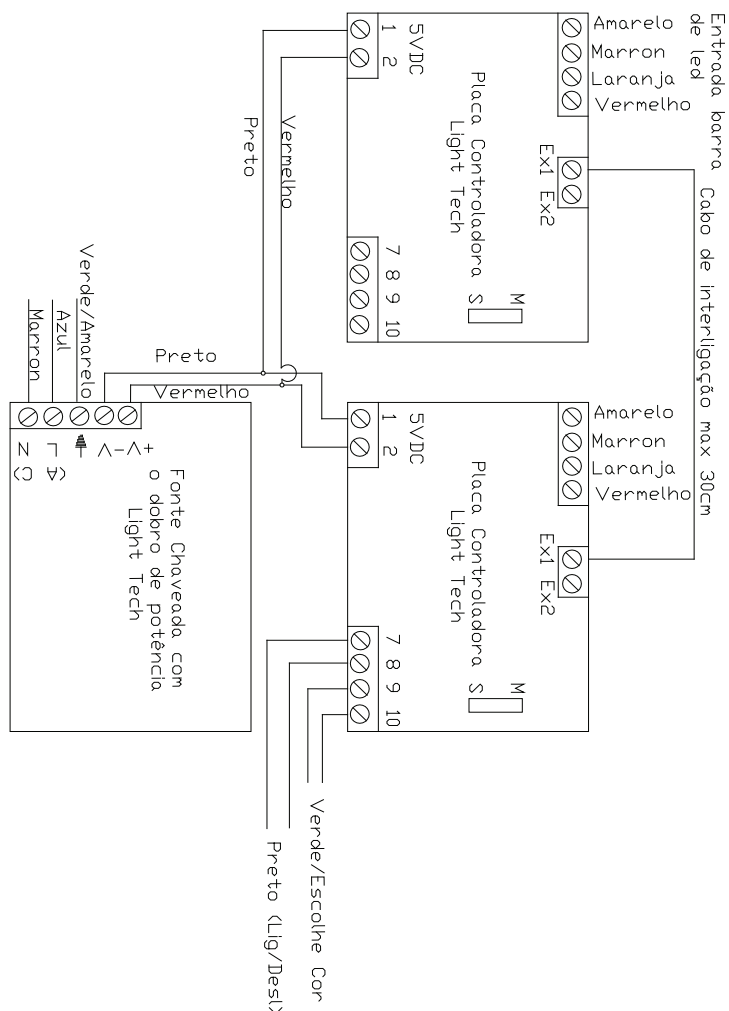 Entrada barra
de led
Amarelo
Marron
Laranja
Vermelho
Ex1 Ex2
Cabo de interligação max 30cm
5VDC
1
2
Placa Controladora
Light Tech
7
8
9
10
S
M
Vermelho
Preto
Amarelo
Marron
Laranja
Vermelho
Ex1 Ex2
5VDC
1
2
Placa Controladora
Light Tech
7
8
9
10
S
M
Preto
Vermelho
Verde/Amarelo
Azul
Marron
+V
-V
L
N
(A
C)
Fonte Chaveada com
o dobro de potência
Light Tech
Verde/Escolhe Cor
Preto (Lig/Desl)